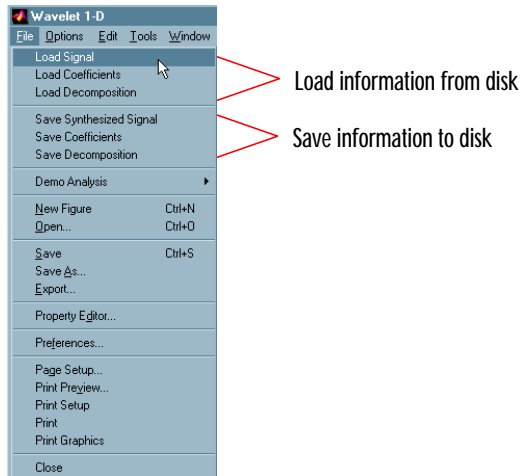 Wavelet 1-D
File Options Edit Tools Window
Load Signal
Load Coefficients
Load Decomposition
Load information from disk
Save Synthesized Signal
Save Coefficients
Save Decomposition
Save information to disk
Demo Analysis
New Figure Ctrl+N
Open... Ctrl+O
Save Ctrl+S
Save As...
Export...
Property Editor...
Preferences...
Page Setup...
Print Preview...
Print Setup
Print
Print Graphics
Close